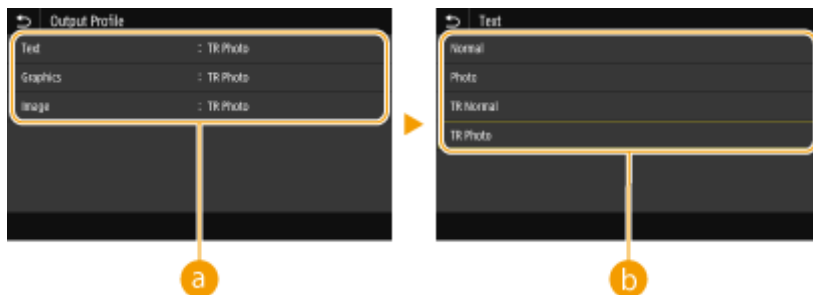 Output Profile
Text : TR Photo
Graphics : TR Photo
Image : TR Photo
a
Text
Normal
Photo
TR Normal
TR Photo
b